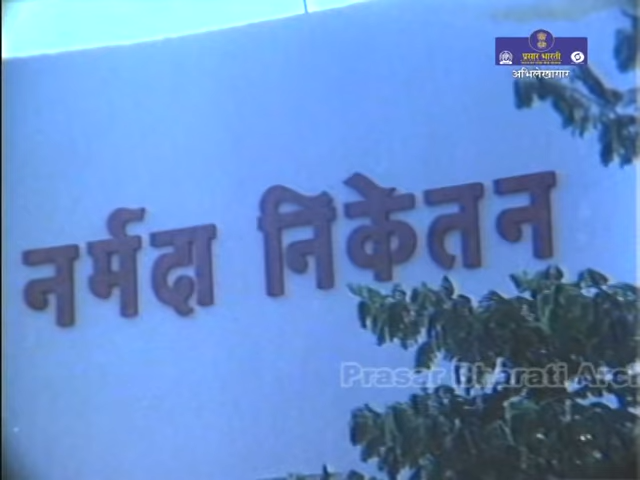 प्रसार भारती
अभिलेखागार
नर्मदा निकेतन
Prasar Bharati Arc